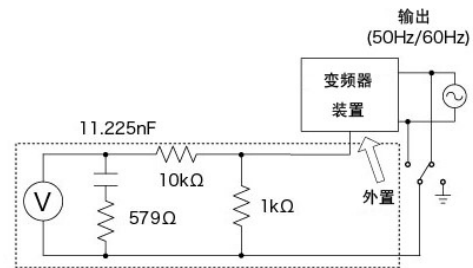 输出
(50Hz/60Hz)
变频器
装置
11.225nF
10kΩ
外置
V
579Ω
1kΩ